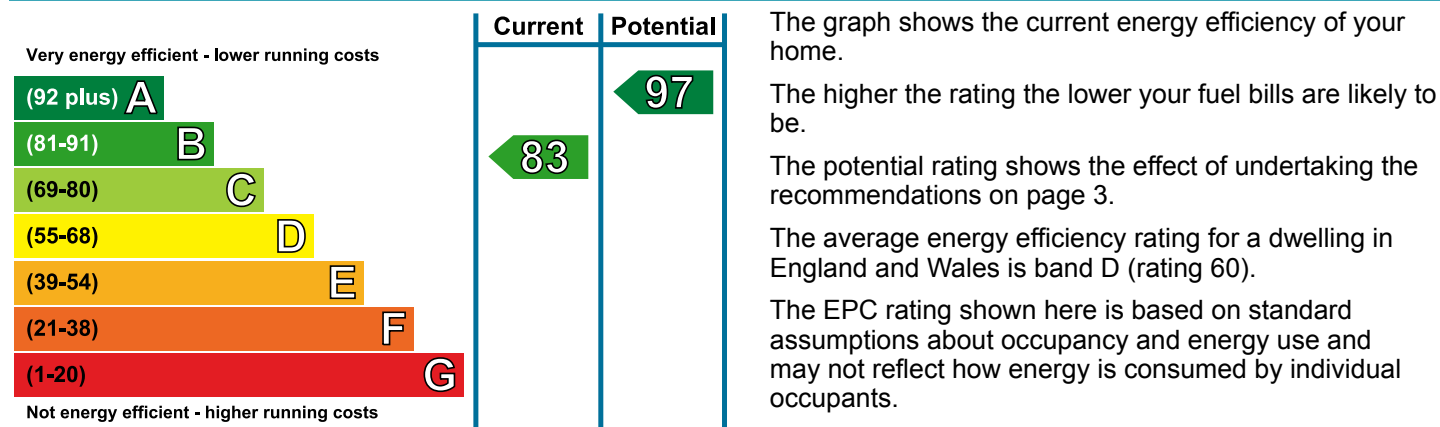 Current Potential
Very energy efficient - lower running costs
(92 plus) A
97
(81-91) B
83
(69-80) C
(55-68) D
(39-54) E
(21-38) F
(1-20) G
Not energy efficient - higher running costs
The graph shows the current energy efficiency of your
home.
The higher the rating the lower your fuel bills are likely to
be.
The potential rating shows the effect of undertaking the
recommendations on page 3.
The average energy efficiency rating for a dwelling in
England and Wales is band D (rating 60).
The EPC rating shown here is based on standard
assumptions about occupancy and energy use and
may not reflect how energy is consumed by individual
occupants.